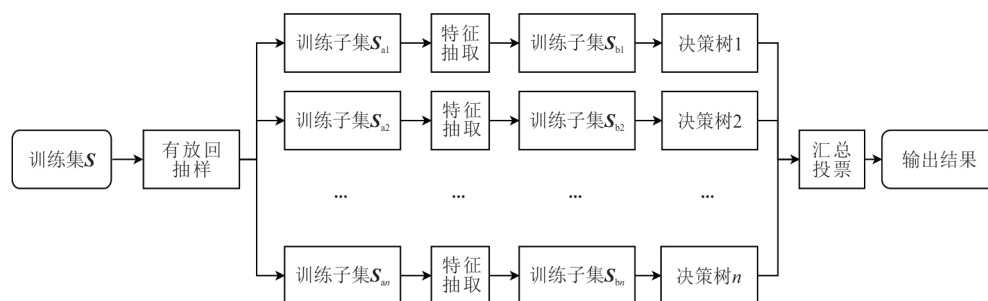 训练子集Sa1
特征
抽取
训练子集Sb1
决策树1
训练子集Sa2
特征
抽取
训练子集Sb2
决策树2
训练集S
有放回
抽样
汇总
投票
输出结果
...
...
...
...
训练子集San
特征
抽取
训练子集Sbn
决策树n